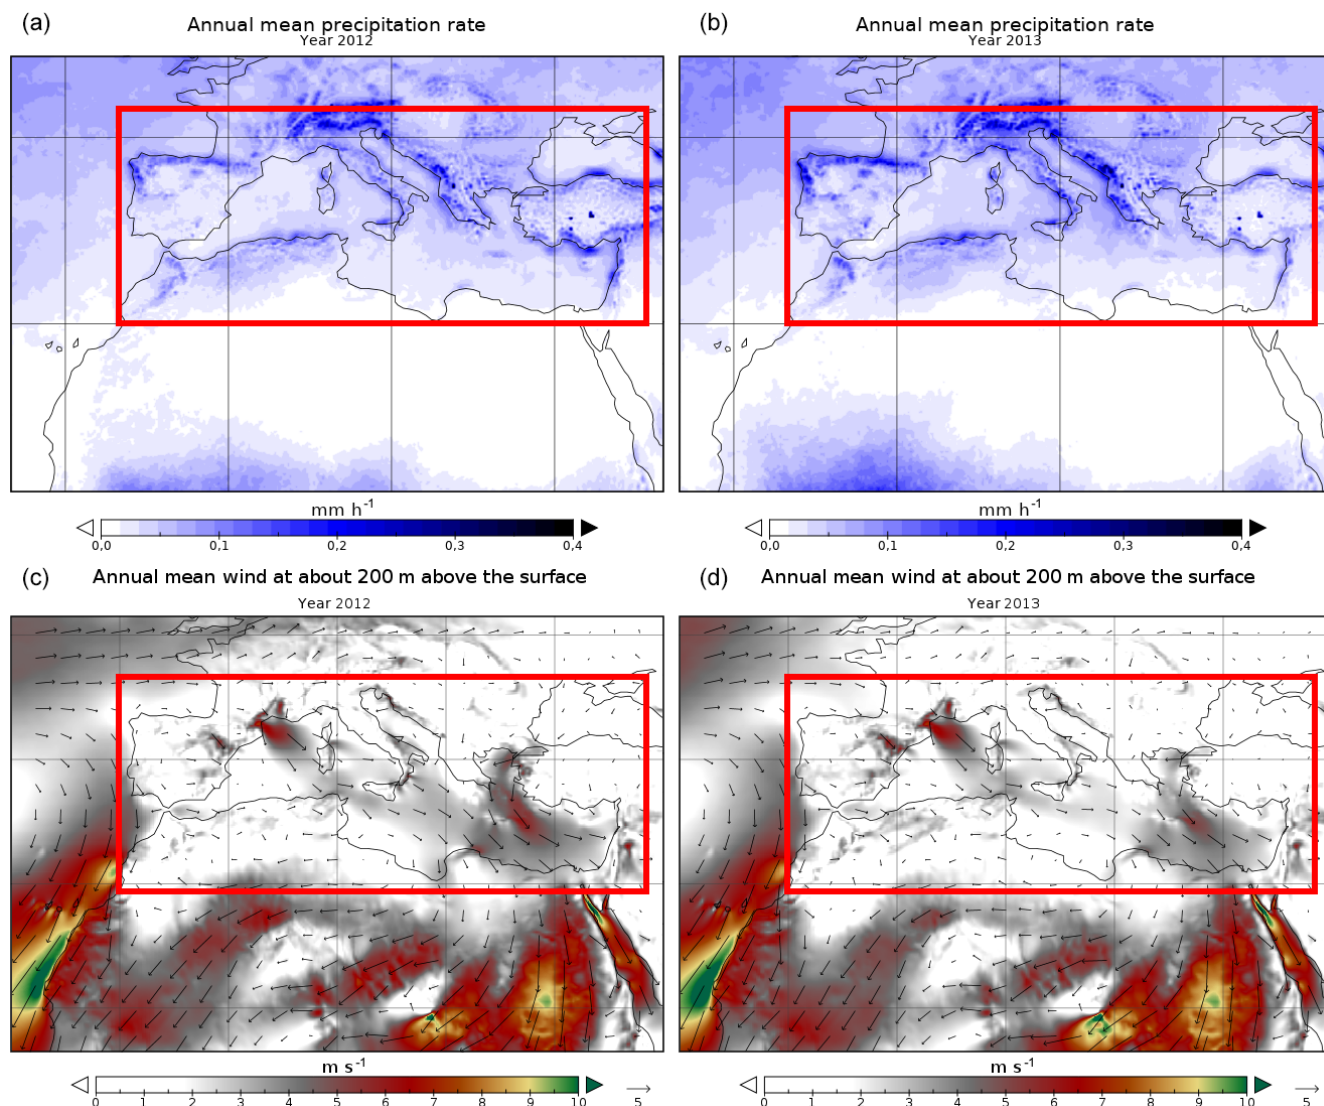 (a) Annual mean precipitation rate
Year 2012
mm h-1
0,0 0,1 0,2 0,3 0,4
(b) Annual mean precipitation rate
Year 2013
mm h-1
0,0 0,1 0,2 0,3 0,4
(c) Annual mean wind at about 200 m above the surface
Year 2012
m s-1
0 1 2 3 4 5 6 7 8 9 10 5
(d) Annual mean wind at about 200 m above the surface
Year 2013
m s-1
0 1 2 3 4 5 6 7 8 9 10 5